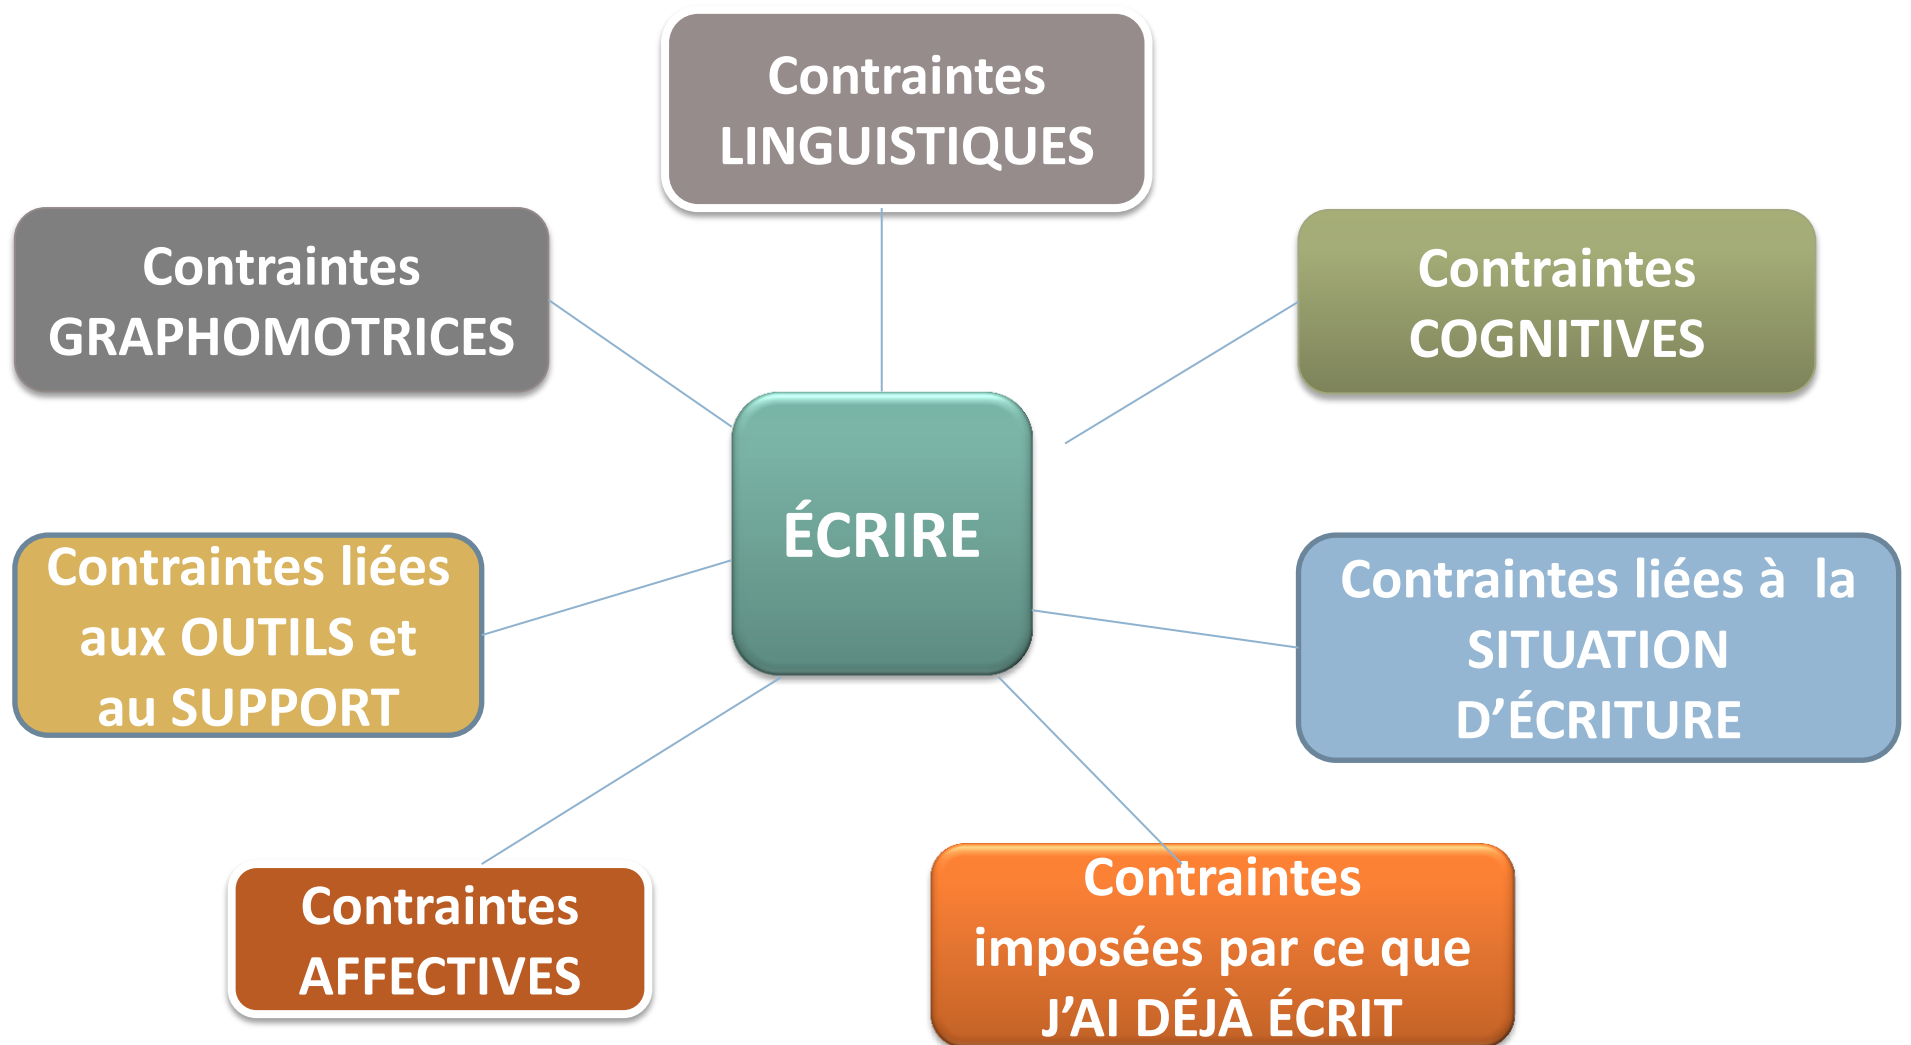 Contraintes
LINGUISTIQUES
Contraintes
GRAPHOMOTRICES
Contraintes
COGNITIVES
ÉCRIRE
Contraintes liées
aux OUTILS et
au SUPPORT
Contraintes liées à  la
SITUATION
D’ÉCRITURE
Contraintes
AFFECTIVES
Contraintes
imposées par ce que
J’AI DÉJÀ ÉCRIT